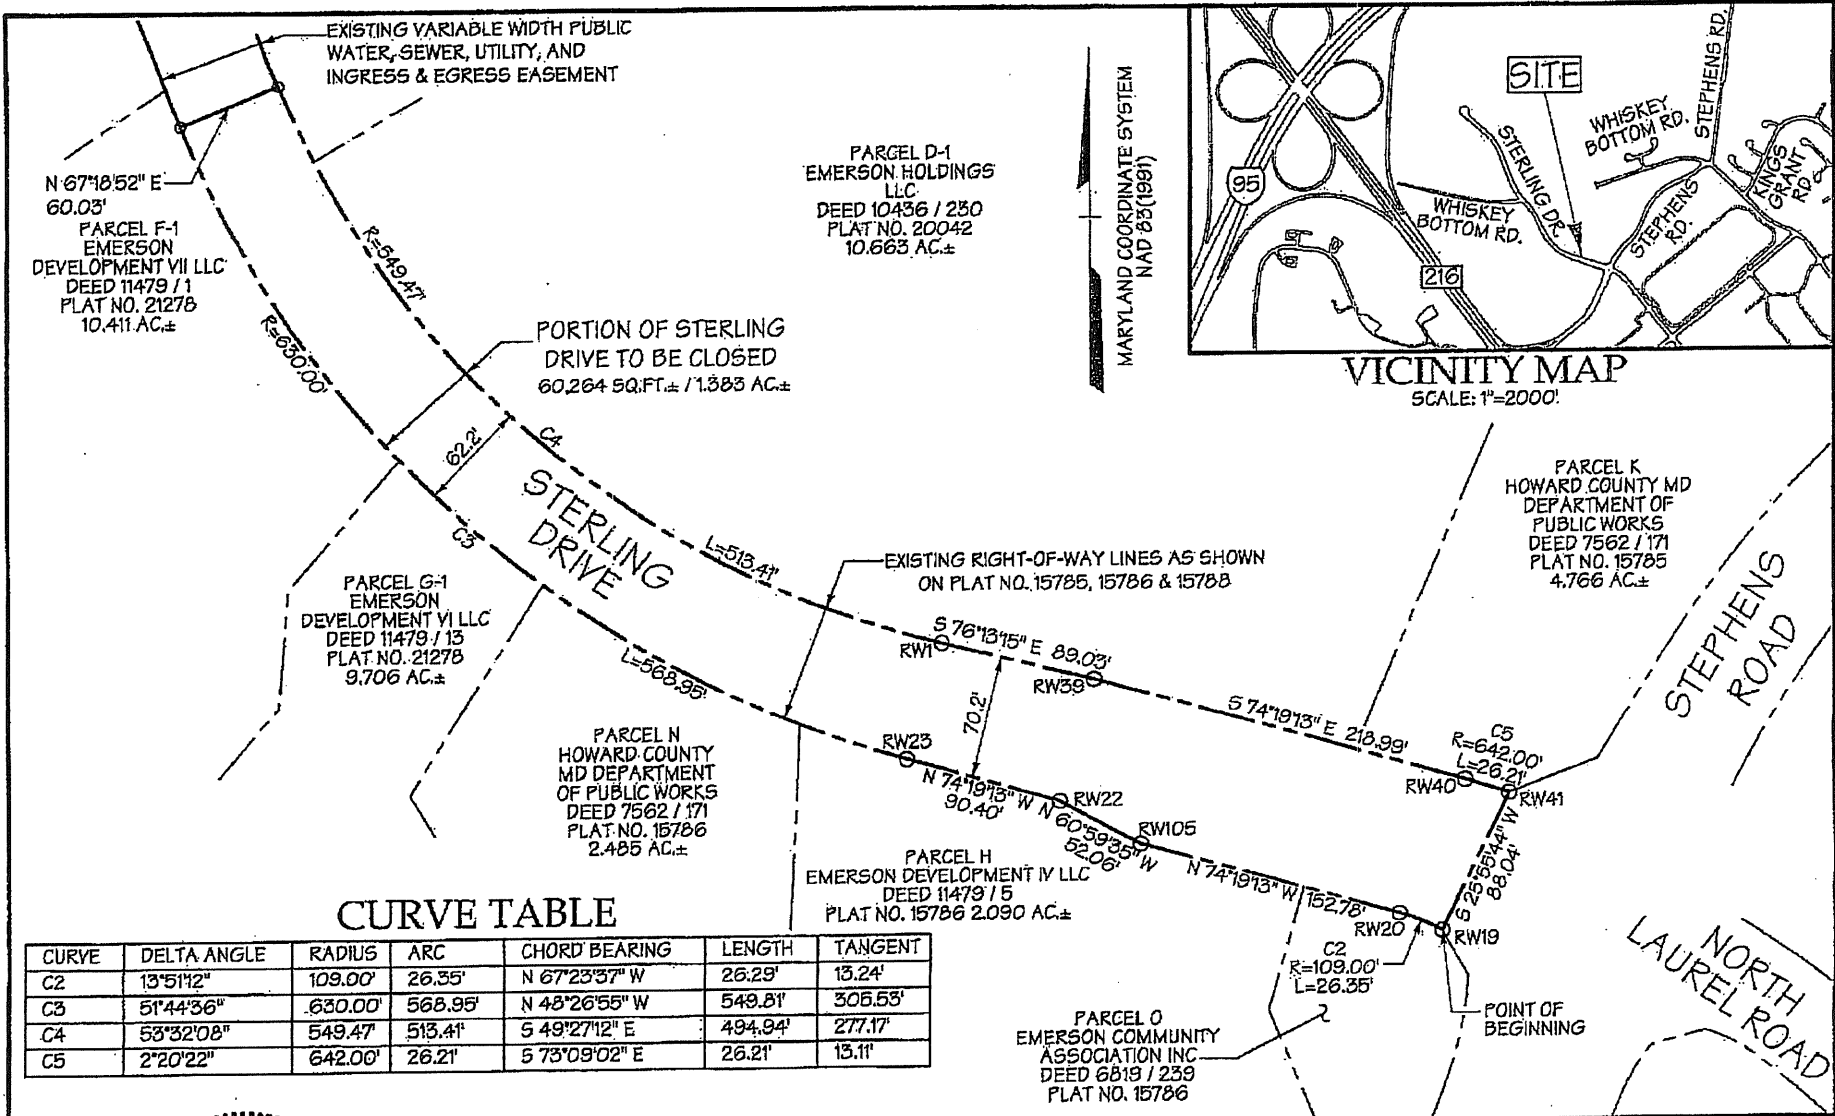 EXISTING VARIABLE WIDTH PUBLIC
WATER, SEWER, UTILITY, AND
INGRESS & EGRESS EASEMENT
N 67°18'52" E
60.03'
PARCEL F-1
EMERSON
DEVELOPMENT VII LLC
DEED 11479 / 1
PLAT NO. 21278
10.411 AC.±
R=549.47'
R=630.00'
PARCEL D-1
EMERSON HOLDINGS
LLC
DEED 10436 / 230
PLAT NO. 20042
10.663 AC.±
MARYLAND COORDINATE SYSTEM
NAD 83(1991)
SITE
95
216
STERLING DR.
WHISKEY
BOTTOM RD.
STEPHENS RD.
KINGS
GRANT
RD
WHISKEY
BOTTOM RD.
STEPHENS
RD.
VICINITY MAP
SCALE: 1"=2000'
PORTION OF STERLING
DRIVE TO BE CLOSED
60,264 SQ.FT.± / 1.383 AC.±
62.2'
C4
C3
STERLING
DRIVE
L=513.41'
L=568.95'
EXISTING RIGHT-OF-WAY LINES AS SHOWN
ON PLAT NO. 15785, 15786 & 15788
PARCEL K
HOWARD COUNTY MD
DEPARTMENT OF
PUBLIC WORKS
DEED 7562 / 171
PLAT NO. 15785
4.766 AC.±
STEPHENS
ROAD
PARCEL G-1
EMERSON
DEVELOPMENT VI LLC
DEED 11479 / 13
PLAT NO. 21278
9.706 AC.±
S 76°13'15" E 89.03'
RW1
RW39
70.2'
S 74°19'13" E 218.99'
C5
R=642.00'
L=26.21'
RW40
RW41
PARCEL N
HOWARD COUNTY
MD DEPARTMENT
OF PUBLIC WORKS
DEED 7562 / 171
PLAT NO. 15786
2.485 AC.±
RW23
N 74°19'13" W
90.40'
RW22
N 60°59'35" W
52.06'
RW105
N 74°19'13" W 152.78'
S 25°55'44" W
88.04'
RW20
RW19
PARCEL H
EMERSON DEVELOPMENT IV LLC
DEED 11479 / 5
PLAT NO. 15786 2.090 AC.±
C2
R=109.00'
L=26.35'
POINT OF
BEGINNING
NORTH
LAUREL ROAD
PARCEL O
EMERSON COMMUNITY
ASSOCIATION INC
DEED 6819 / 239
PLAT NO. 15786
CURVE TABLE
CURVE DELTA ANGLE RADIUS ARC CHORD BEARING LENGTH TANGENT
C2 13°51'12" 109.00' 26.35' N 67°23'37" W 26.29' 13.24'
C3 51°44'36" 630.00' 568.95' N 48°26'55" W 549.81' 305.53'
C4 53°32'08" 549.47' 513.41' S 49°27'12" E 494.94' 277.17'
C5 2°20'22" 642.00' 26.21' S 73°09'02" E 26.21' 13.11'